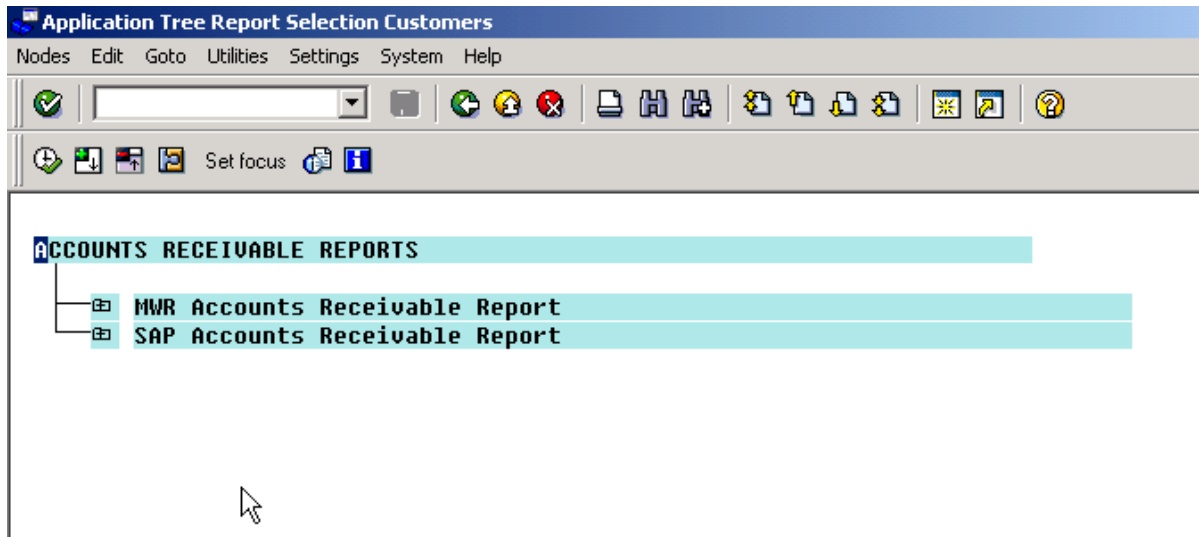 Application Tree Report Selection Customers
Nodes Edit Goto Utilities Settings System Help
Set focus
ACCOUNTS RECEIVABLE REPORTS
MWR Accounts Receivable Report
SAP Accounts Receivable Report